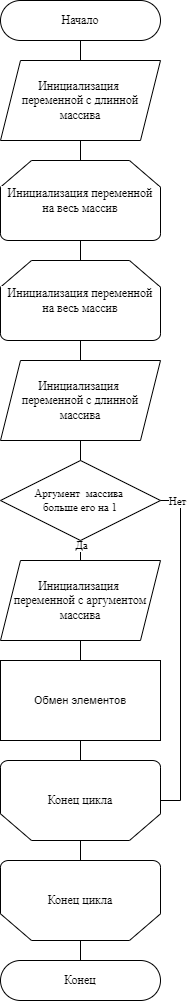 Начало
Инициализация
переменной с длинной
массива
Инициализация переменной
на весь массив
Инициализация переменной
на весь массив
Инициализация
переменной с длинной
массива
Аргумент массива
больше его на 1
Нет
Да
Инициализация
переменной с аргументом
массива
Обмен элементов
Конец цикла
Конец цикла
Конец